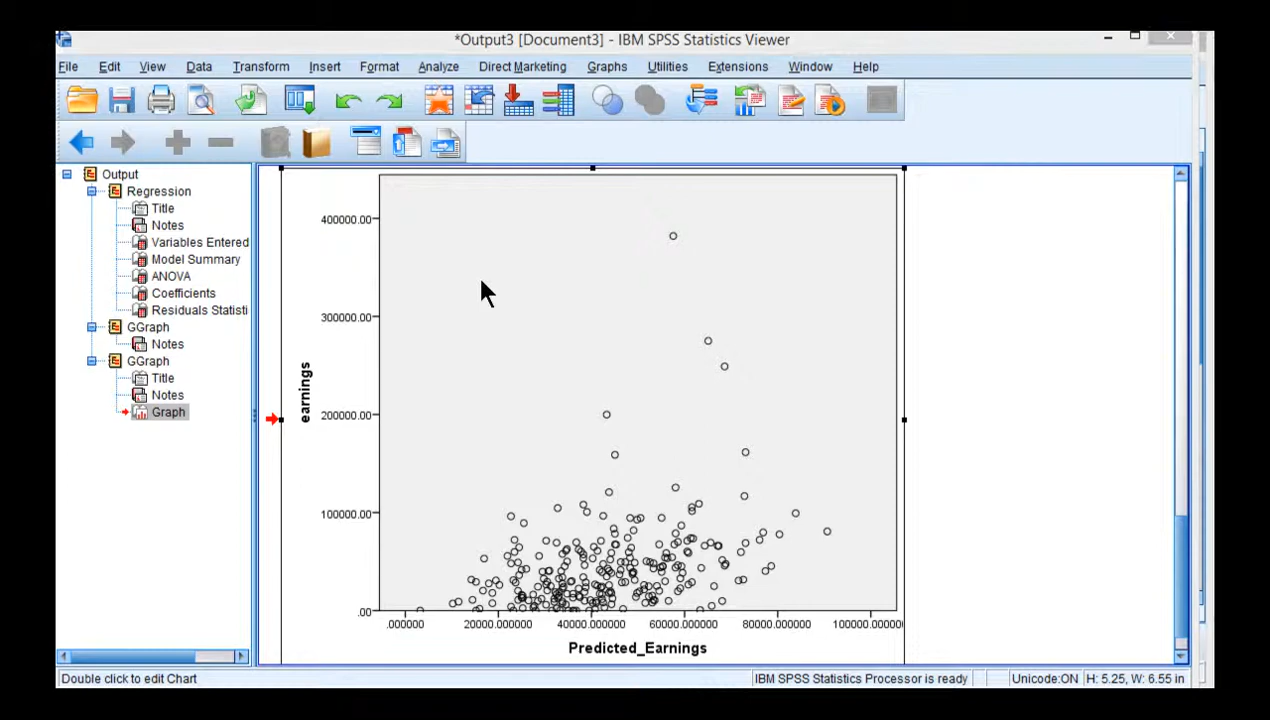 *Output3 [Document3] - IBM SPSS Statistics Viewer
File Edit View Data Transform Insert Format Analyze Direct Marketing Graphs Utilities Extensions Window Help
Output
Regression
Title
Notes
Variables Entered
Model Summary
ANOVA
Coefficients
Residuals Statisti
GGraph
Notes
GGraph
Title
Notes
Graph
earnings
400000.00
300000.00
200000.00
100000.00
.00
.000000 20000.000000 40000.000000 60000.000000 80000.000000 100000.00000
Predicted_Earnings
Double click to edit Chart
IBM SPSS Statistics Processor is ready Unicode:ON H: 5.25, W: 6.55 in